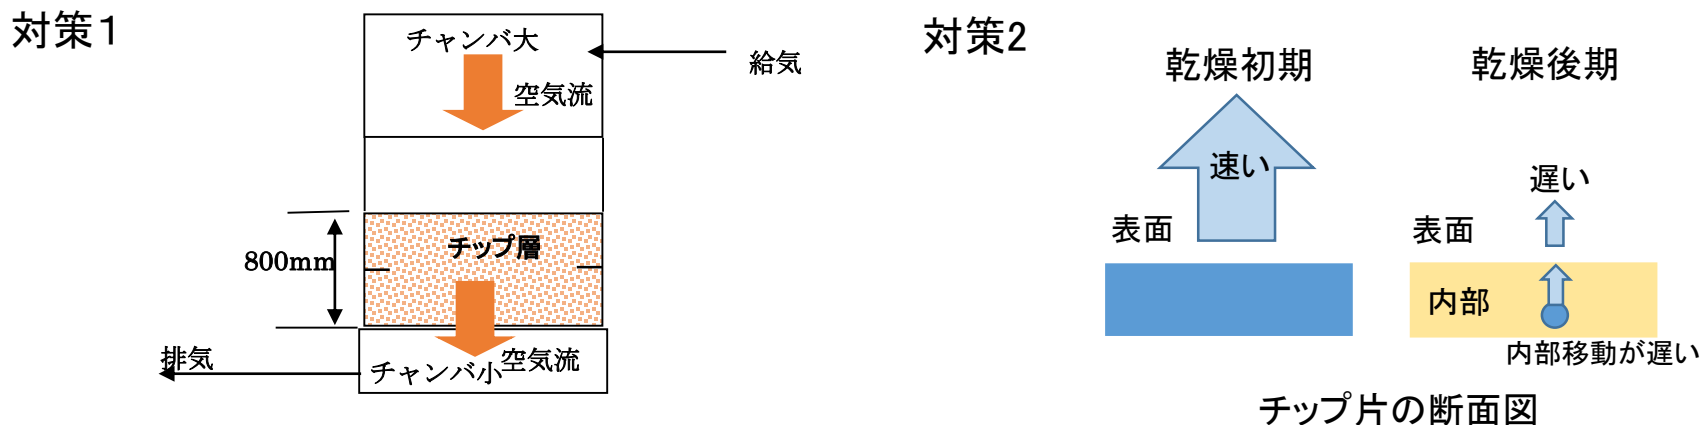 対策１
チャンバ大
給気
空気流
チップ層
800mm
排気
チャンバ小
空気流
対策2
乾燥初期
乾燥後期
速い
遅い
表面
表面
内部
内部移動が遅い
チップ片の断面図